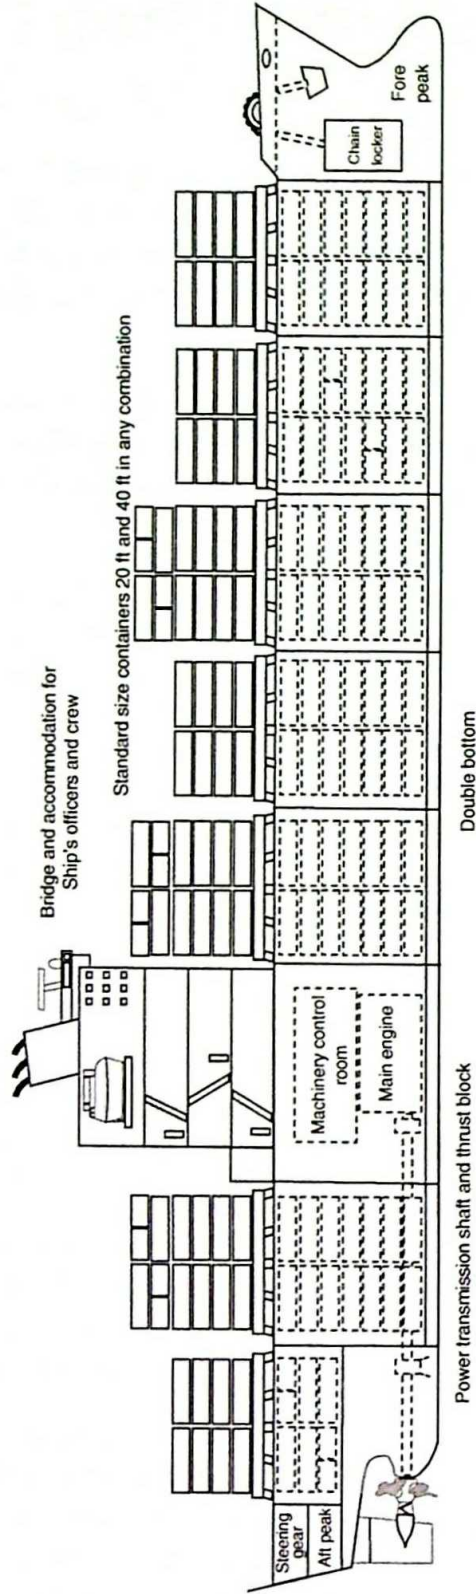 Bridge and accommodation for
Ship's officers and crew
Standard size containers 20 ft and 40 ft in any combination
Steering
gear
Aft peak
Machinery control
room
Main engine
Chain
locker
Fore
peak
Power transmission shaft and thrust block
Double bottom